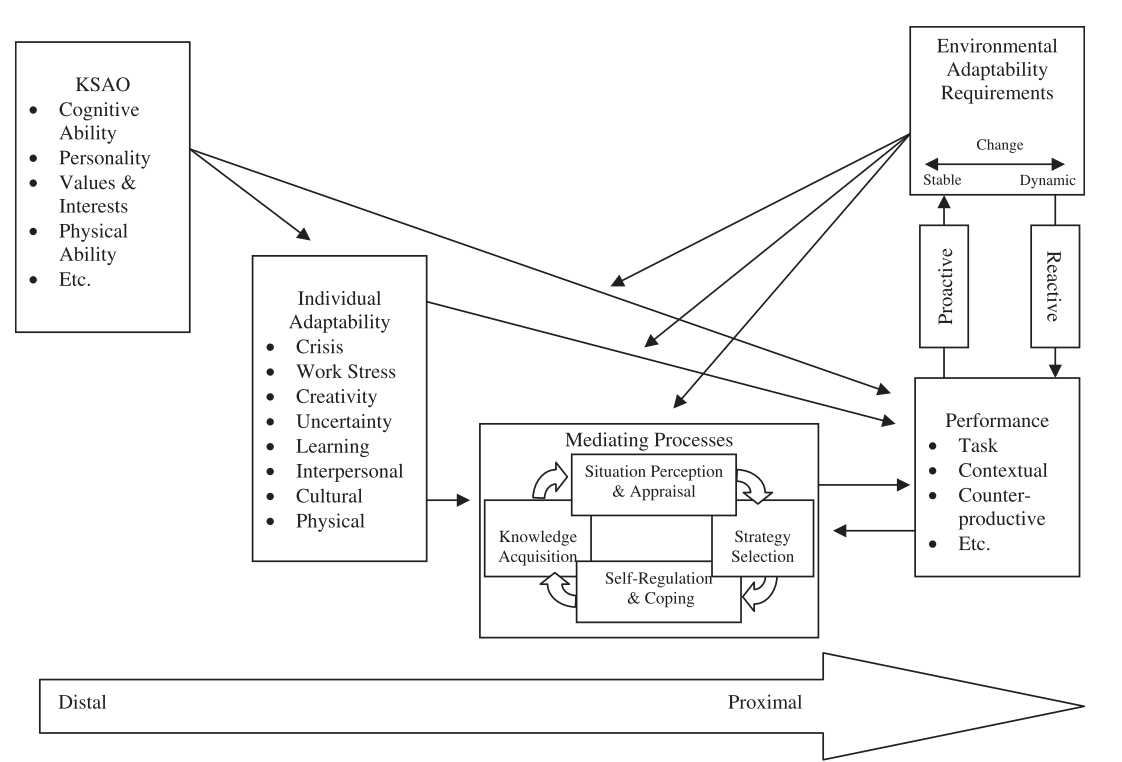 KSAO
• Cognitive
Ability
• Personality
• Values &
Interests
• Physical
Ability
• Etc.
Individual
Adaptability
• Crisis
• Work Stress
• Creativity
• Uncertainty
• Learning
• Interpersonal
• Cultural
• Physical
Mediating Processes
Situation Perception
& Appraisal
Knowledge
Acquisition
Strategy
Selection
Self-Regulation
& Coping
Environmental
Adaptability
Requirements
Change
Stable
Dynamic
Proactive
Reactive
Performance
• Task
• Contextual
• Counter-
productive
• Etc.
Distal
Proximal